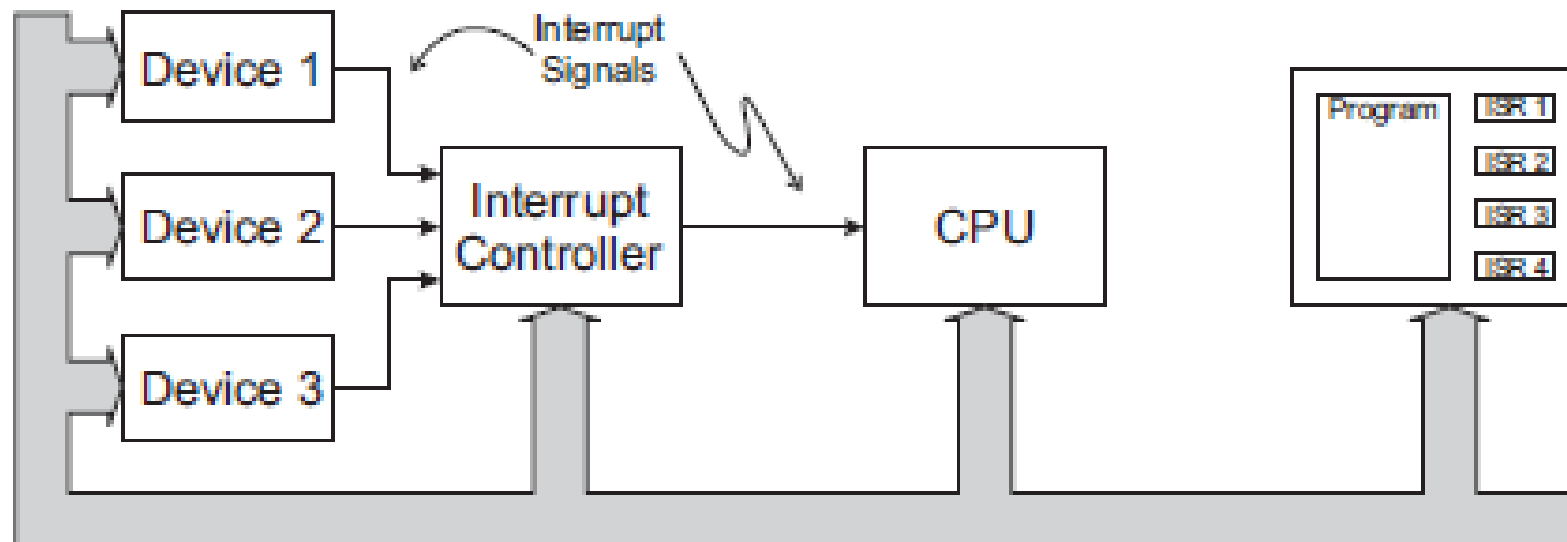 Device 1
Interrupt
Signals
Program
ISR 1
ISR 2
ISR 3
ISR 4
Device 2
Interrupt
Controller
CPU
Device 3